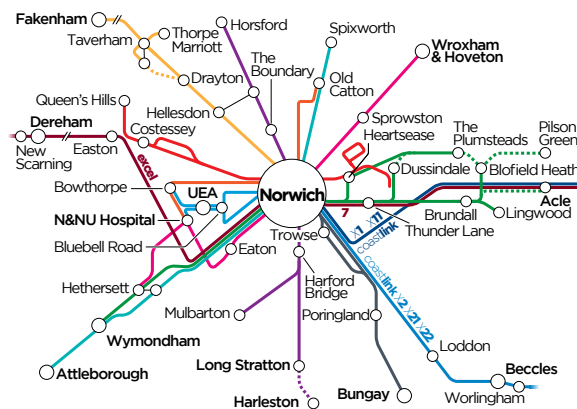 Fakenham
Taverham
Thorpe
Marriott
Horsford
Spixworth
Wroxham
& Hoveton
Drayton
The
Boundary
Old
Catton
Queen's Hills
Hellesdon
Sprowston
Heartsease
The
Plumsteads
Pilson
Green
Costessey
Dereham
New
Scarning
Easton
excel
Dussindale
Blofield Heath
Bowthorpe
UEA
Norwich
Acle
N&NU Hospital
7
X1
X11
coastlink
Brundall
Lingwood
Thunder Lane
Bluebell Road
Eaton
Trowse
Hethersett
Harford
Bridge
coastlink X2 X21 X22
Mulbarton
Poringland
Wymondham
Loddon
Long Stratton
Attleborough
Beccles
Bungay
Worlingham
Harleston